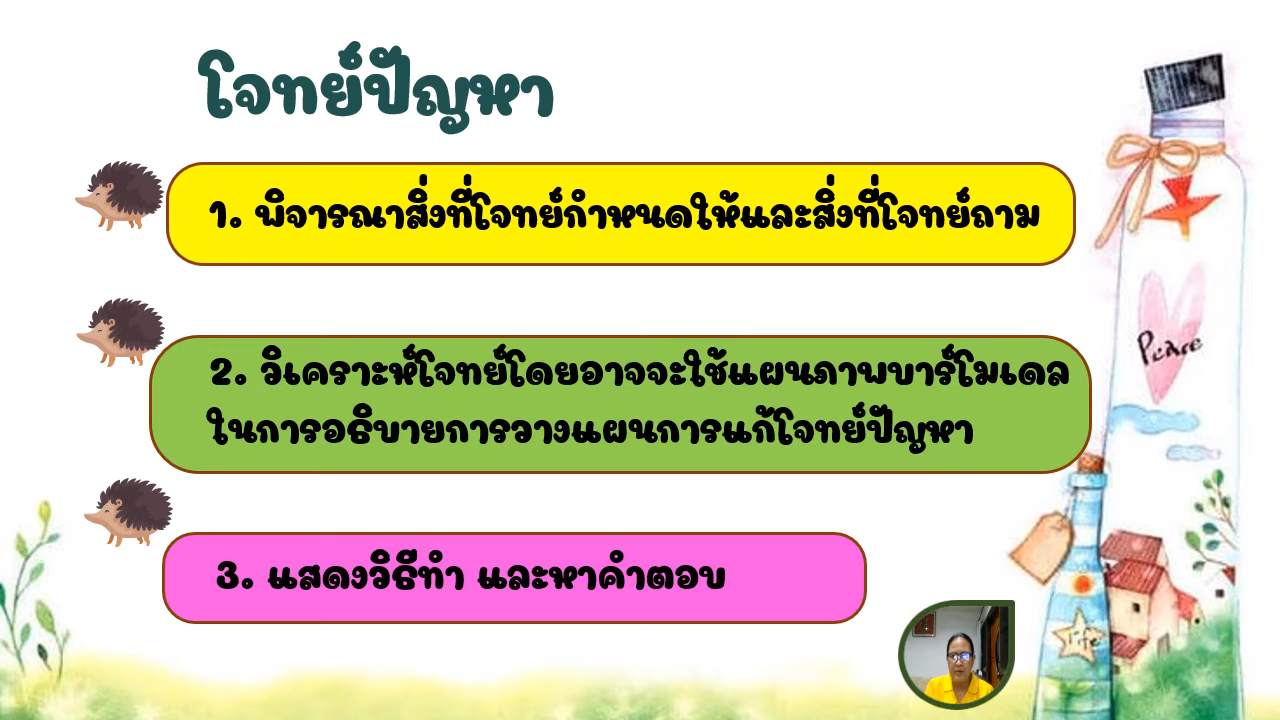 โจทย์ปัญหา
1. พิจารณาสิ่งที่โจทย์กำหนดให้และสิ่งที่โจทย์ถาม
2. วิเคราะห์โจทย์โดยอาจจะใช้แผนภาพบาร์โมเดล
ในการอธิบายการวางแผนการแก้โจทย์ปัญหา
3. แสดงวิธีทำ และหาคำตอบ
Peace
life